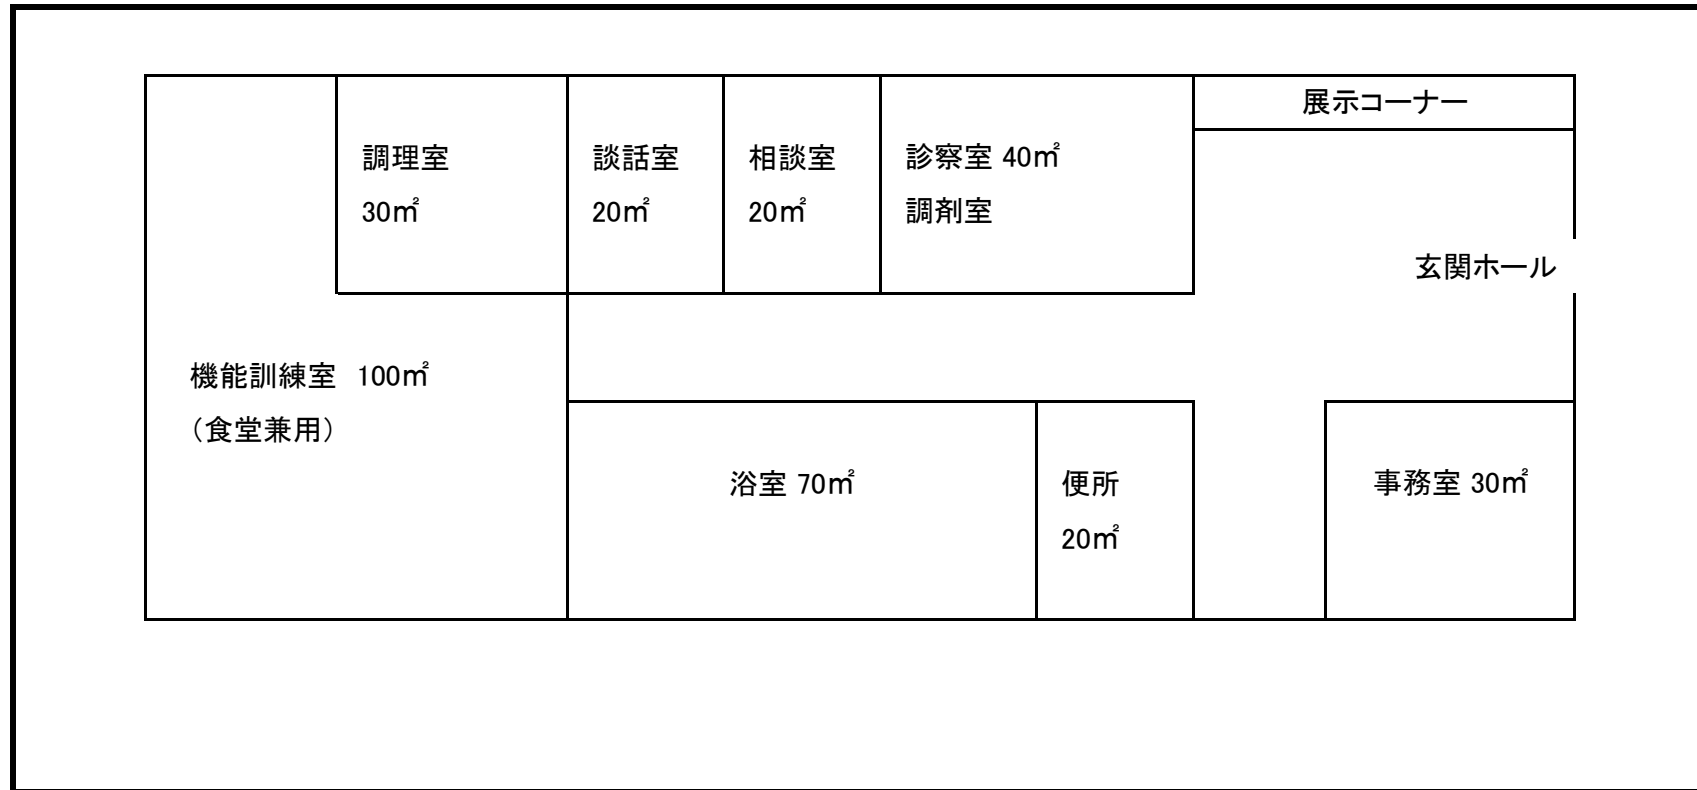 展示コーナー
調理室
30㎡
談話室
20㎡
相談室
20㎡
診察室 40㎡
調剤室
玄関ホール
機能訓練室 100㎡
（食堂兼用）
浴室 70㎡
便所
20㎡
事務室 30㎡